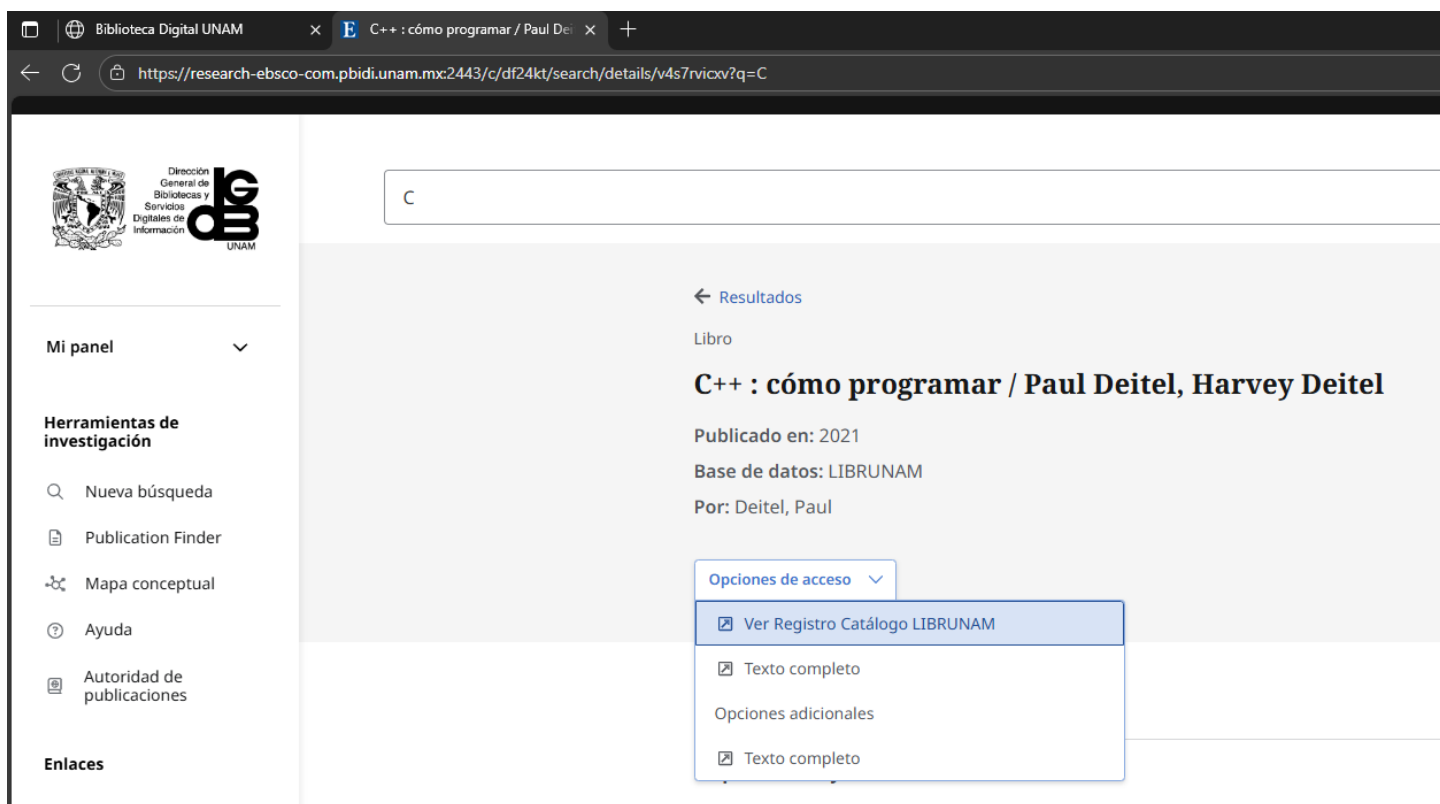 Biblioteca Digital UNAM
C++ : cómo programar / Paul Dei
https://research-ebsco-com.pbidi.unam.mx:2443/c/df24kt/search/details/v4s7rvicxv?q=C
Dirección
General de
Bibliotecas y
Servicios
Digitales de
Información
UNAM
C
Mi panel
Herramientas de
investigación
Nueva búsqueda
Publication Finder
Mapa conceptual
Ayuda
Autoridad de
publicaciones
Enlaces
Resultados
Libro
C++ : cómo programar / Paul Deitel, Harvey Deitel
Publicado en: 2021
Base de datos: LIBRUNAM
Por: Deitel, Paul
Opciones de acceso
Ver Registro Catálogo LIBRUNAM
Texto completo
Opciones adicionales
Texto completo